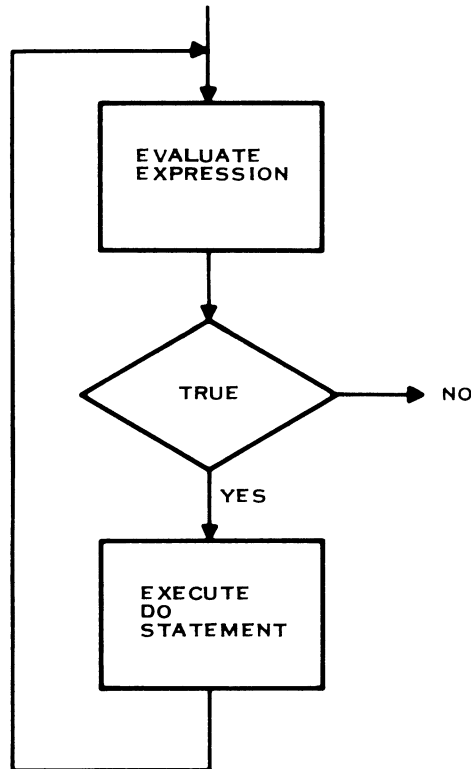 EVALUATE
EXPRESSION
TRUE
NO
YES
EXECUTE
DO
STATEMENT